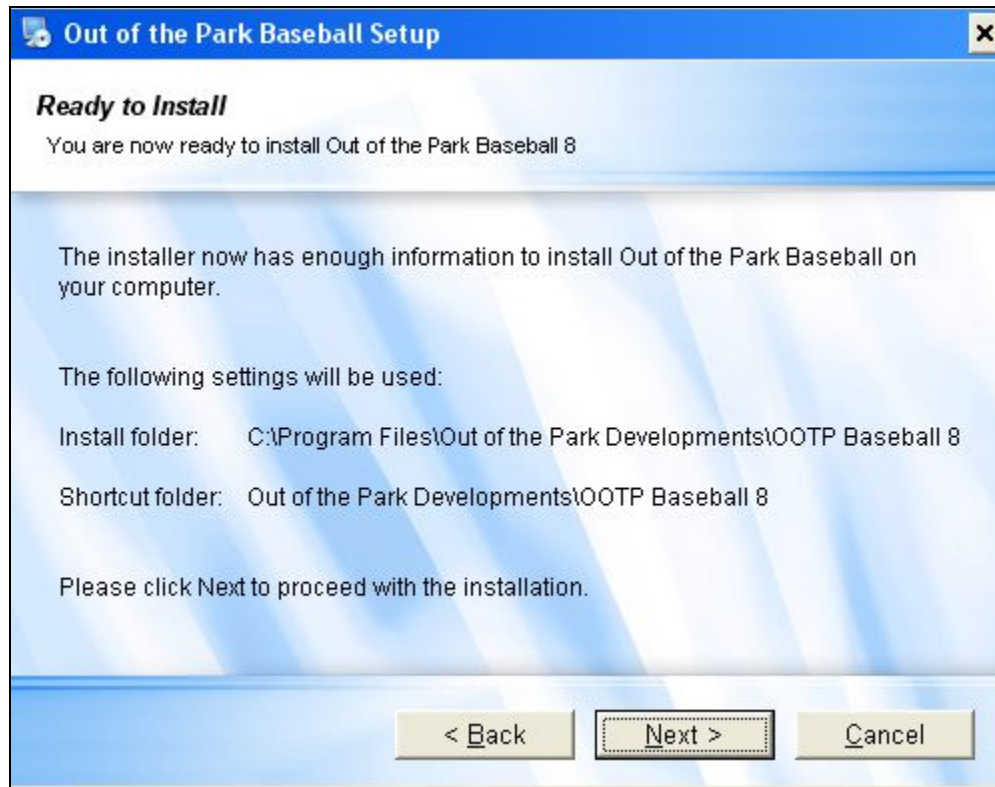 Out of the Park Baseball Setup
Ready to Install
You are now ready to install Out of the Park Baseball 8
The installer now has enough information to install Out of the Park Baseball on
your computer.
The following settings will be used:
Install folder: C:\Program Files\Out of the Park Developments\OOTP Baseball 8
Shortcut folder: Out of the Park Developments\OOTP Baseball 8
Please click Next to proceed with the installation.
< Back Next > Cancel